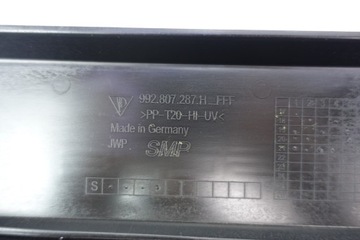 992.807.287.H FFF
>PP-T20-HI-UV<
Made in Germany
JWP.
SMP
S